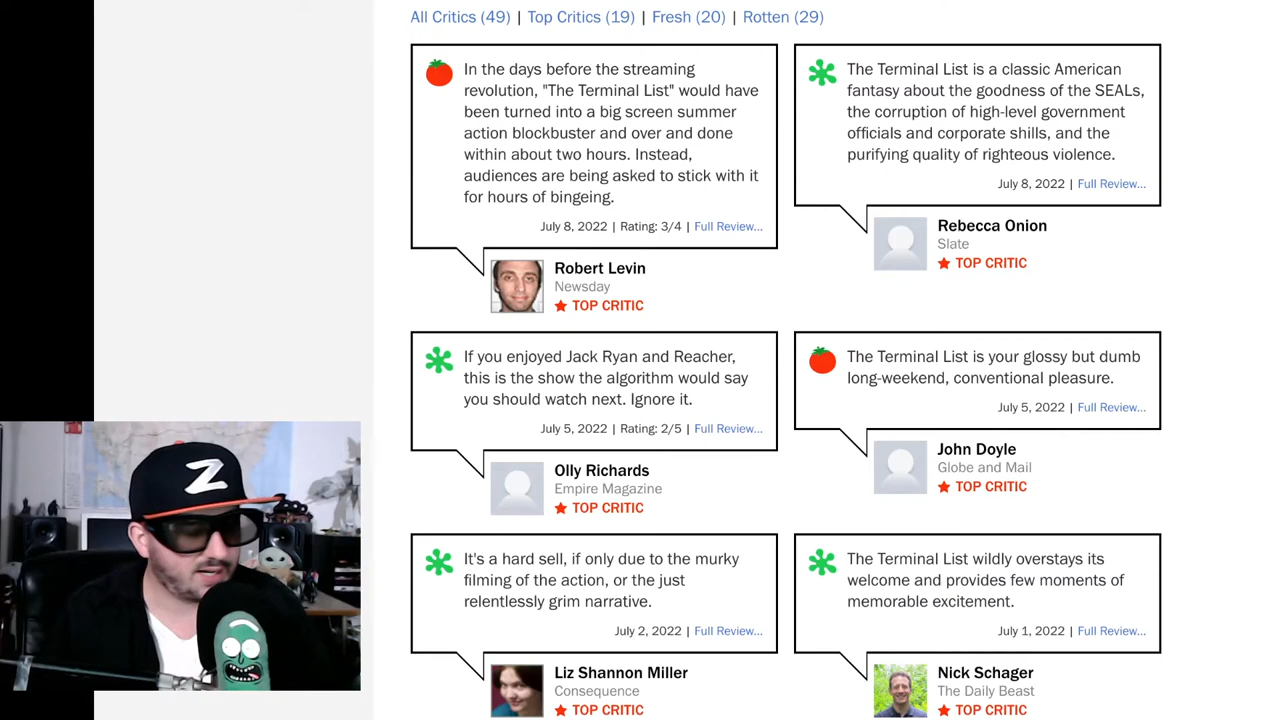 All Critics (49) | Top Critics (19) | Fresh (20) | Rotten (29)
In the days before the streaming
revolution, "The Terminal List" would have
been turned into a big screen summer
action blockbuster and over and done
within about two hours. Instead,
audiences are being asked to stick with it
for hours of bingeing.
July 8, 2022 | Rating: 3/4 | Full Review...
Robert Levin
Newsday
TOP CRITIC
The Terminal List is a classic American
fantasy about the goodness of the SEALs,
the corruption of high-level government
officials and corporate shills, and the
purifying quality of righteous violence.
July 8, 2022 | Full Review...
Rebecca Onion
Slate
TOP CRITIC
If you enjoyed Jack Ryan and Reacher,
this is the show the algorithm would say
you should watch next. Ignore it.
July 5, 2022 | Rating: 2/5 | Full Review...
Olly Richards
Empire Magazine
TOP CRITIC
The Terminal List is your glossy but dumb
long-weekend, conventional pleasure.
July 5, 2022 | Full Review...
John Doyle
Globe and Mail
TOP CRITIC
It's a hard sell, if only due to the murky
filming of the action, or the just
relentlessly grim narrative.
July 2, 2022 | Full Review...
Liz Shannon Miller
Consequence
TOP CRITIC
The Terminal List wildly overstays its
welcome and provides few moments of
memorable excitement.
July 1, 2022 | Full Review...
Nick Schager
The Daily Beast
TOP CRITIC
Z